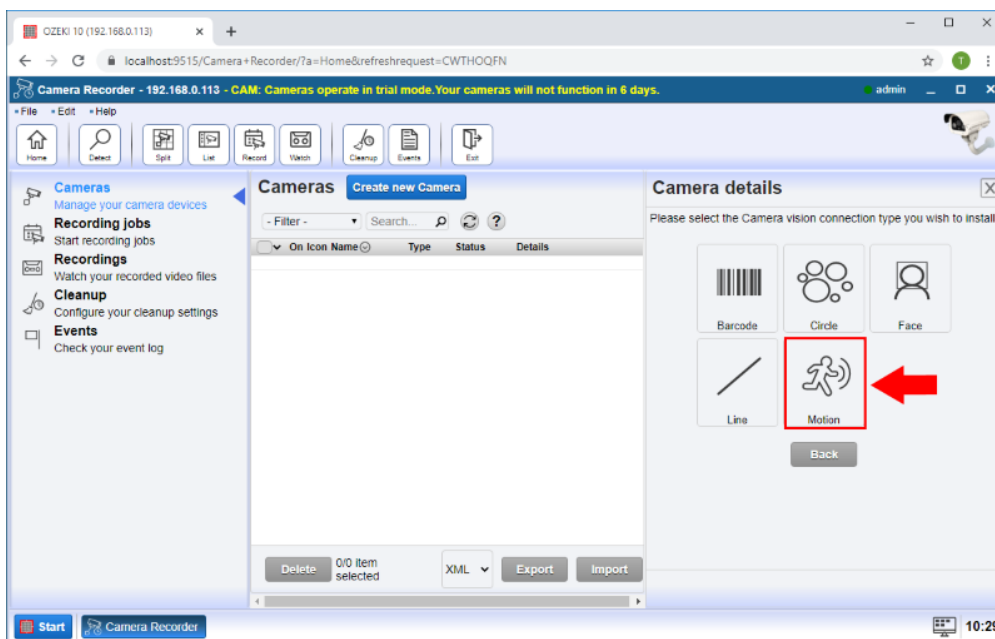 OZEKI 10 (192.168.0.113)
localhost:9515/Camera+Recorder/?a=Home&refreshrequest=CWTHOQFN
T
Camera Recorder - 192.168.0.113 - CAM: Cameras operate in trial mode.Your cameras will not function in 6 days.
admin
File Edit Help
Home Detect Split List Record Watch Cleanup Events Exit
Cameras
Manage your camera devices
Recording jobs
Start recording jobs
Recordings
Watch your recorded video files
Cleanup
Configure your cleanup settings
Events
Check your event log
Cameras Create new Camera
- Filter - Search... ?
On Icon Name Type Status Details
Delete 0/0 item selected XML Export Import
Camera details X
Please select the Camera vision connection type you wish to install
Barcode Circle Face
Line Motion
Back
Start Camera Recorder 10:29